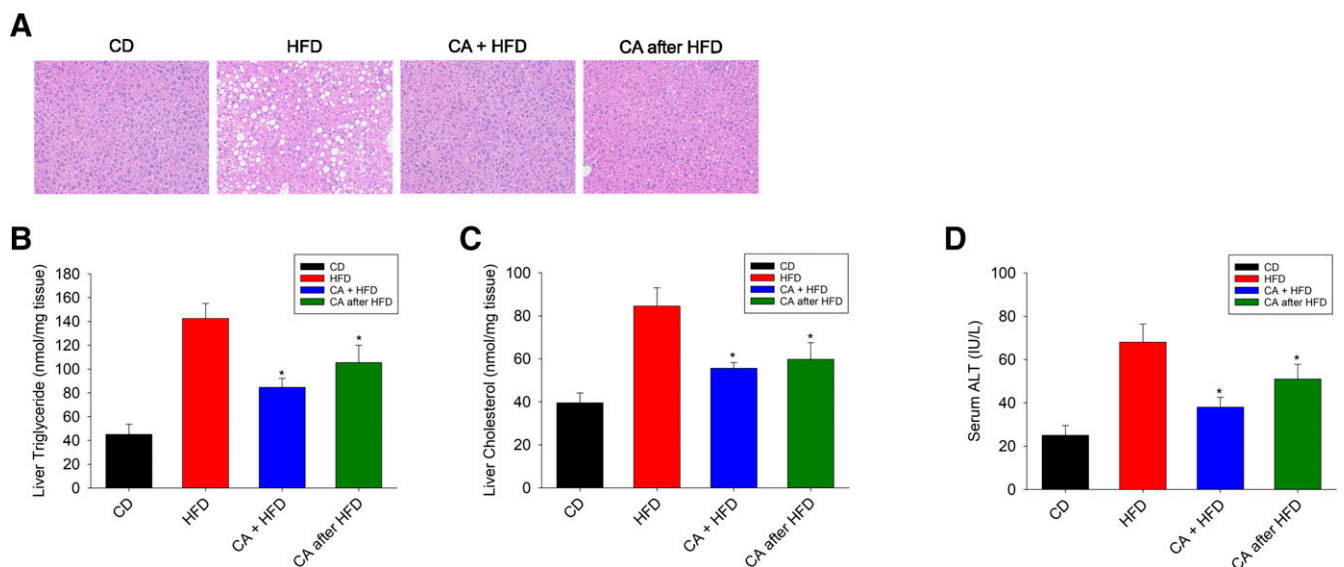 A
CD
HFD
CA + HFD
CA after HFD
B
Liver Triglyceride (nmol/mg tissue)
180
160
140
120
100
80
60
40
20
0
CD
HFD
CA + HFD
CA after HFD
*
*
CD
HFD
CA + HFD
CA after HFD
C
Liver Cholesterol (nmol/mg tissue)
100
80
60
40
20
0
CD
HFD
CA + HFD
CA after HFD
*
*
CD
HFD
CA + HFD
CA after HFD
D
Serum ALT (IU/L)
100
80
60
40
20
0
CD
HFD
CA + HFD
CA after HFD
*
*
CD
HFD
CA + HFD
CA after HFD